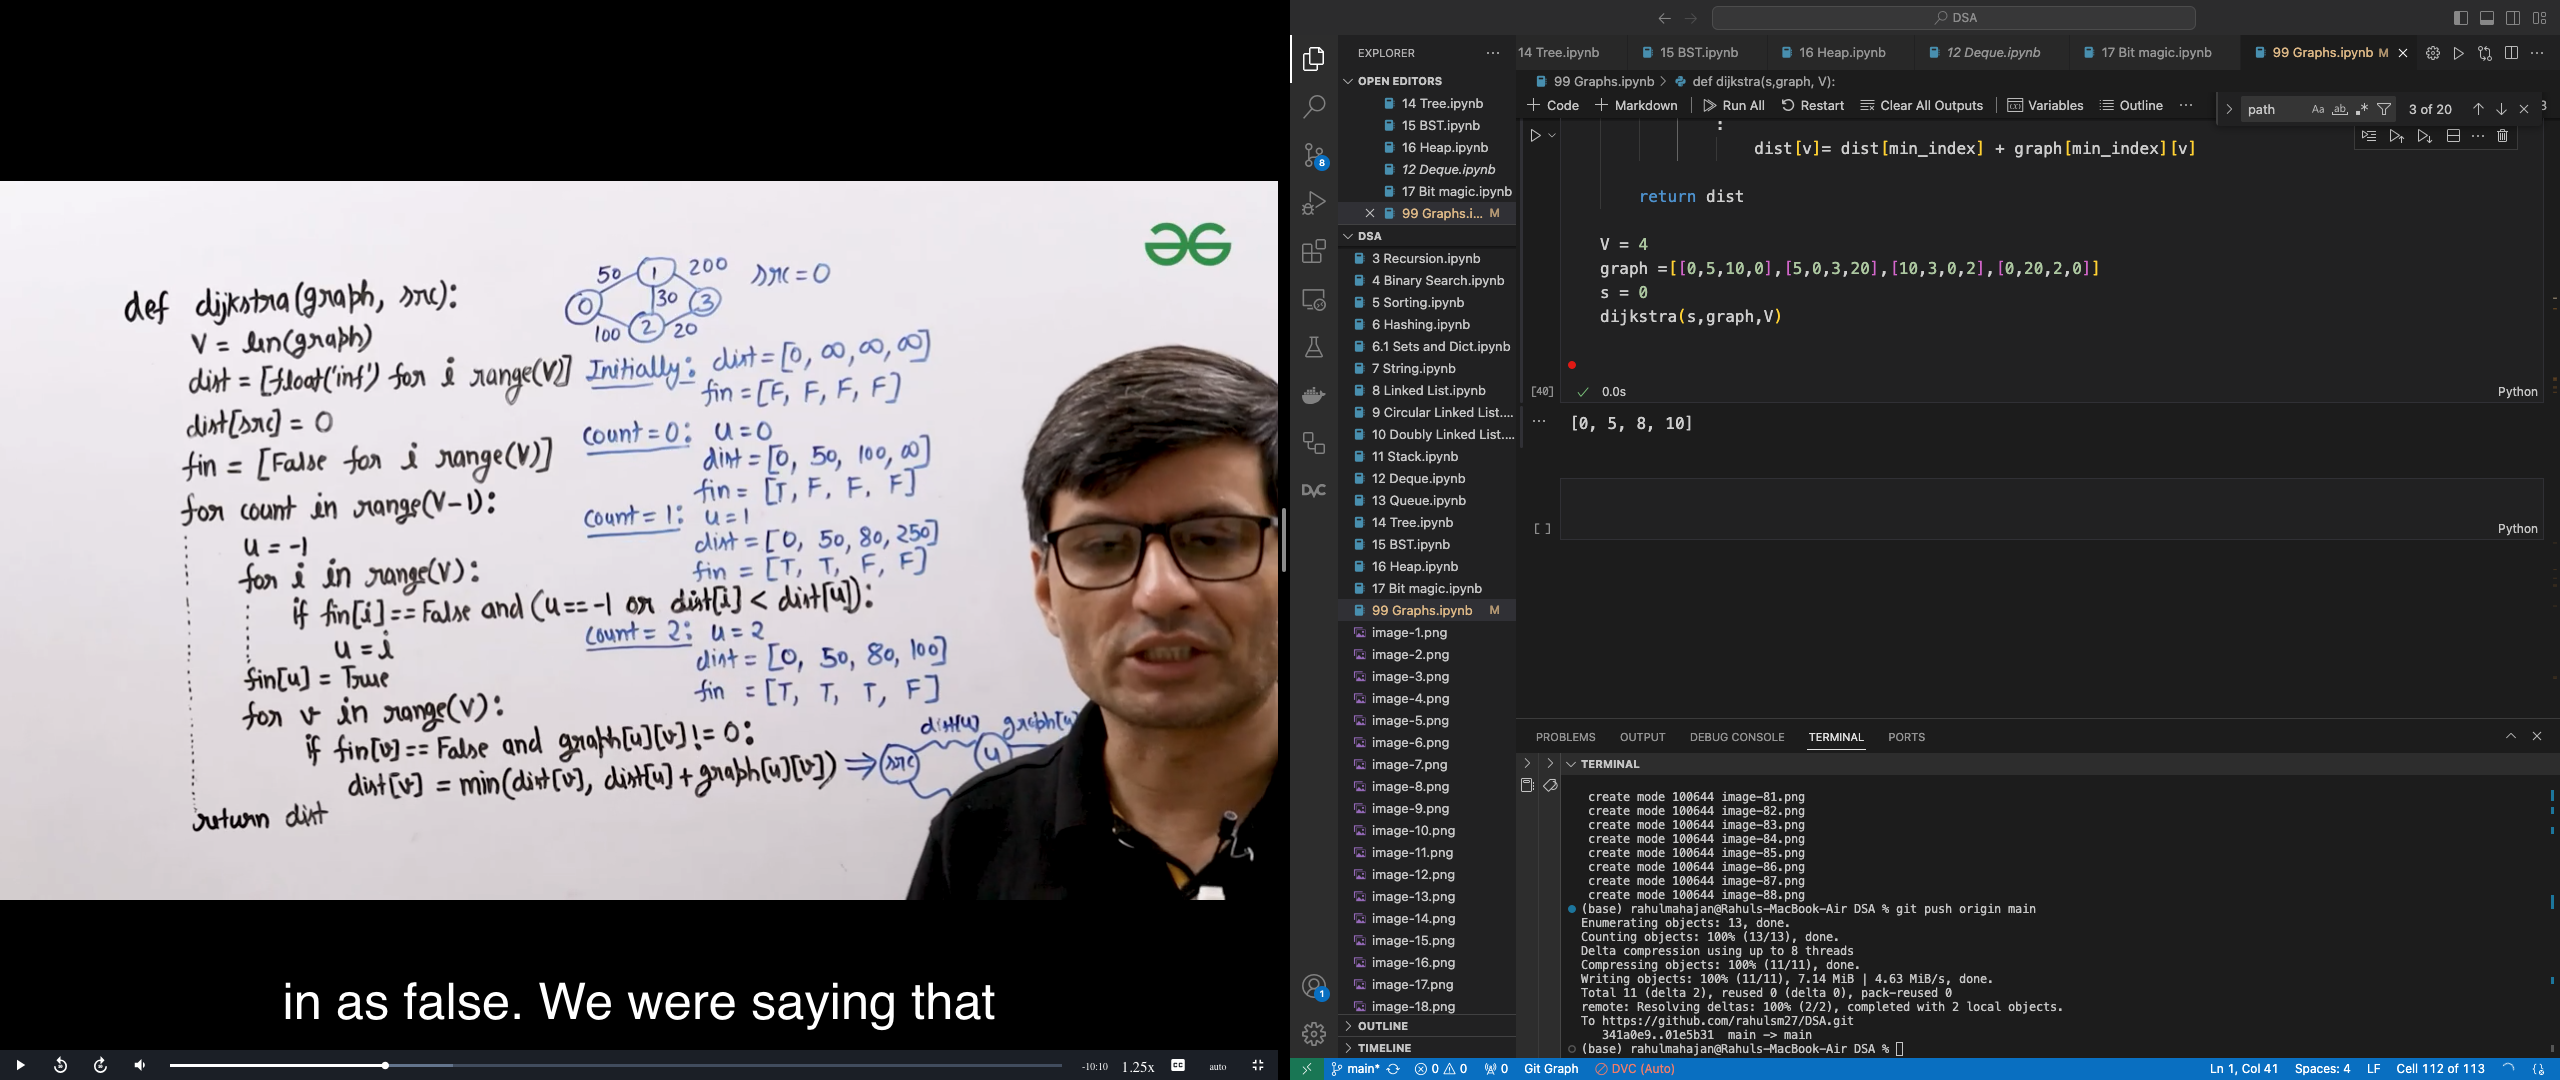 def dijkstra(graph, src):
V = len(graph)
dist = [float('inf') for i range(V)]
dist[src] = 0
fin = [False for i range(V)]
for count in range(V-1):
u = -1
for i in range(V):
if fin[i]==False and (u==-1 or dist[i] < dist[u]):
u = i
fin[u] = True
for v in range(V):
if fin[v]==False and graph[u][v]!=0:
dist[v] = min(dist[v], dist[u]+graph[u][v])
return dist
50 1 200 src = 0
0 30 3
100 2 20
Initially: dist = [0, ∞, ∞, ∞]
fin = [F, F, F, F]
Count=0: u=0
dist = [0, 50, 100, ∞]
fin = [T, F, F, F]
Count=1: u=1
dist = [0, 50, 80, 250]
fin = [T, T, F, F]
Count = 2: u=2
dist = [0, 50, 80, 100]
fin = [T, T, T, F]
dist[u] graph[u]
src u
in as false. We were saying that
-10:10 1.25x CC auto
DSA
EXPLORER
OPEN EDITORS
14 Tree.ipynb
15 BST.ipynb
16 Heap.ipynb
12 Deque.ipynb
17 Bit magic.ipynb
99 Graphs.i... M
DSA
3 Recursion.ipynb
4 Binary Search.ipynb
5 Sorting.ipynb
6 Hashing.ipynb
6.1 Sets and Dict.ipynb
7 String.ipynb
8 Linked List.ipynb
9 Circular Linked List....
10 Doubly Linked List....
11 Stack.ipynb
12 Deque.ipynb
13 Queue.ipynb
14 Tree.ipynb
15 BST.ipynb
16 Heap.ipynb
17 Bit magic.ipynb
99 Graphs.ipynb M
image-1.png
image-2.png
image-3.png
image-4.png
image-5.png
image-6.png
image-7.png
image-8.png
image-9.png
image-10.png
image-11.png
image-12.png
image-13.png
image-14.png
image-15.png
image-16.png
image-17.png
image-18.png
OUTLINE
TIMELINE
8
DVC
1
14 Tree.ipynb 15 BST.ipynb 16 Heap.ipynb 12 Deque.ipynb 17 Bit magic.ipynb 99 Graphs.ipynb M
99 Graphs.ipynb > def dijkstra(s,graph, V):
+ Code + Markdown Run All Restart Clear All Outputs Variables Outline ...
path Aa ab 3 of 20
:
dist[v]= dist[min_index] + graph[min_index][v]
return dist
V = 4
graph =[[0,5,10,0],[5,0,3,20],[10,3,0,2],[0,20,2,0]]
s = 0
dijkstra(s,graph,V)
[40] 0.0s Python
... [0, 5, 8, 10]
[ ] Python
PROBLEMS OUTPUT DEBUG CONSOLE TERMINAL PORTS
TERMINAL
create mode 100644 image-81.png
create mode 100644 image-82.png
create mode 100644 image-83.png
create mode 100644 image-84.png
create mode 100644 image-85.png
create mode 100644 image-86.png
create mode 100644 image-87.png
create mode 100644 image-88.png
(base) rahulmahajan@Rahuls-MacBook-Air DSA % git push origin main
Enumerating objects: 13, done.
Counting objects: 100% (13/13), done.
Delta compression using up to 8 threads
Compressing objects: 100% (11/11), done.
Writing objects: 100% (11/11), 7.14 MiB | 4.63 MiB/s, done.
Total 11 (delta 2), reused 0 (delta 0), pack-reused 0
remote: Resolving deltas: 100% (2/2), completed with 2 local objects.
To https://github.com/rahulsm27/DSA.git
341a0e9..01e5b31 main -> main
(base) rahulmahajan@Rahuls-MacBook-Air DSA %
main* 0 0 0 Git Graph DVC (Auto) Ln 1, Col 41 Spaces: 4 LF Cell 112 of 113